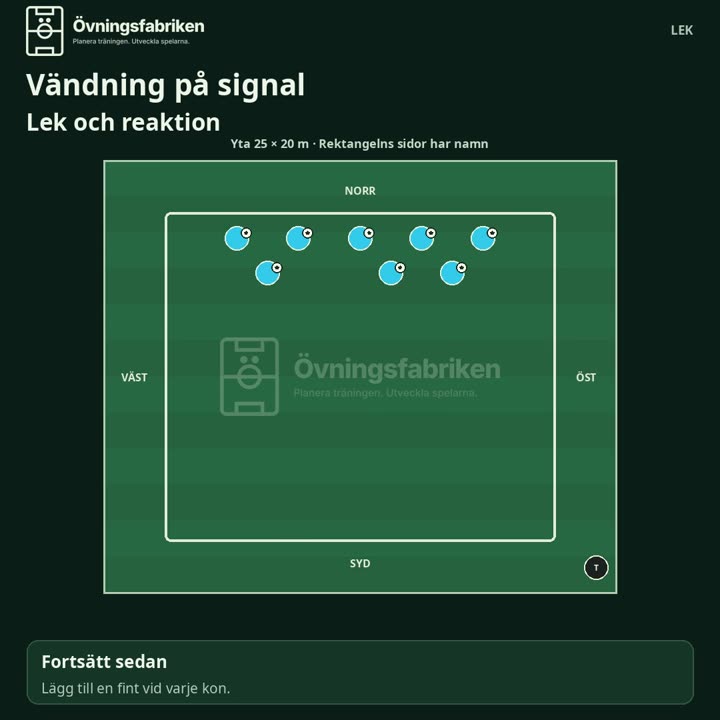 Övningsfabriken
Planera träningen. Utveckla spelarna.
LEK
Vändning på signal
Lek och reaktion
Yta 25 × 20 m · Rektangelns sidor har namn
NORR
VÄST
Övningsfabriken
Planera träningen. Utveckla spelarna.
ÖST
SYD
T
Fortsätt sedan
Lägg till en fint vid varje kon.